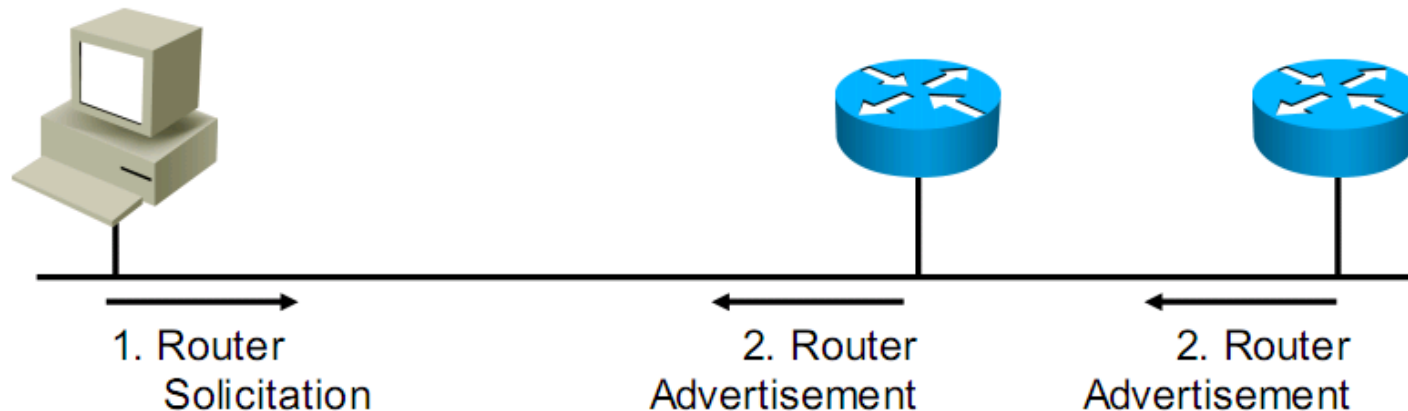 1. Router
Solicitation
2. Router
Advertisement
2. Router
Advertisement